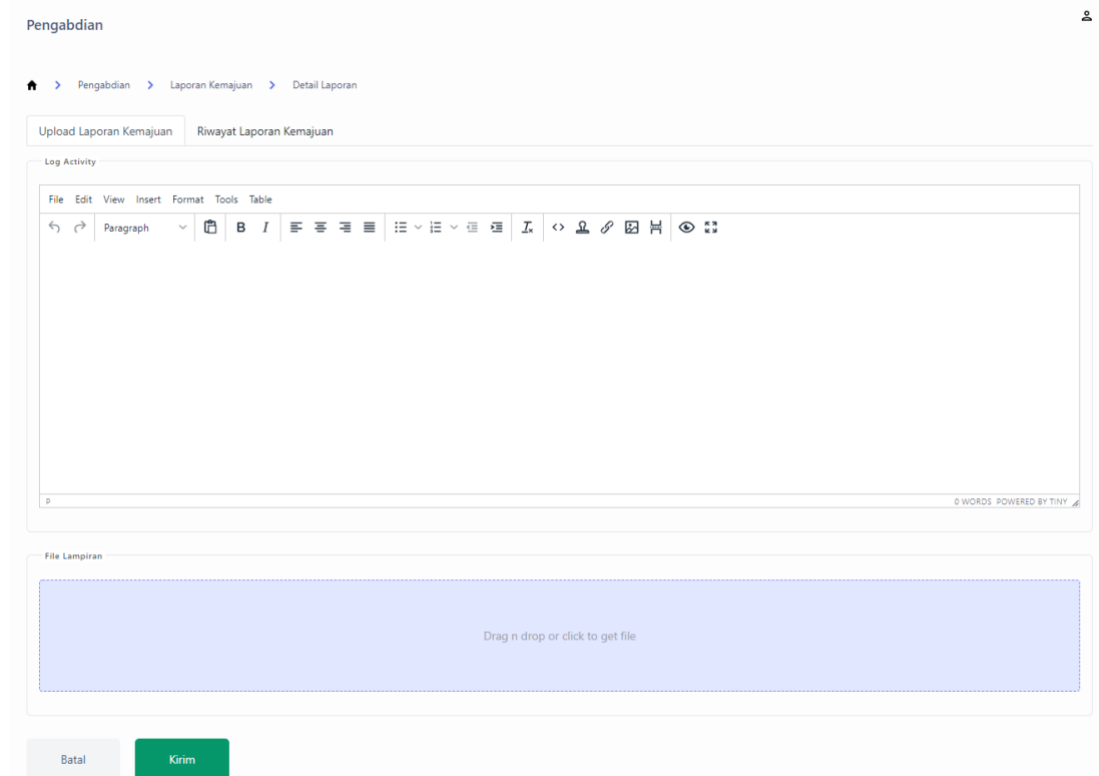 Pengabdian
Pengabdian Laporan Kemajuan Detail Laporan
Upload Laporan Kemajuan Riwayat Laporan Kemajuan
Log Activity
File Edit View Insert Format Tools Table
Paragraph B I
P 0 WORDS POWERED BY TINY
File Lampiran
Drag n drop or click to get file
Batal Kirim